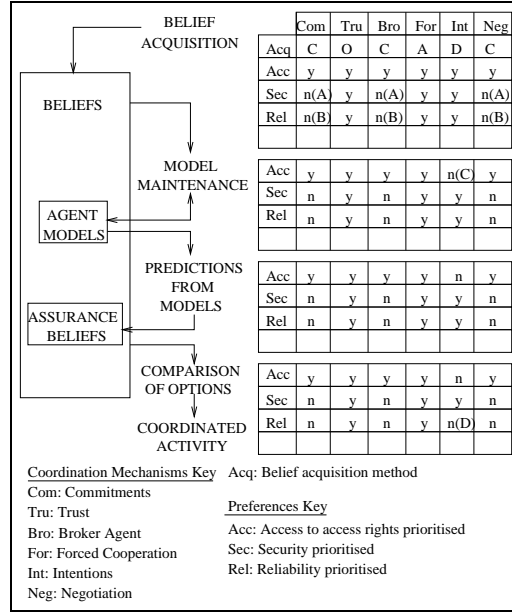 BELIEF
ACQUISITION
BELIEFS
MODEL
MAINTENANCE
AGENT
MODELS
PREDICTIONS
FROM
MODELS
ASSURANCE
BELIEFS
COMPARISON
OF OPTIONS
COORDINATED
ACTIVITY
Com Tru Bro For Int Neg
Acq C O C A D C
Acc y y y y y y
Sec n(A) y n(A) y y n(A)
Rel n(B) y n(B) y y n(B)
Acc y y y y n(C) y
Sec n y n y y n
Rel n y n y y n
Acc y y y y n y
Sec n y n y y n
Rel n y n y y n
Acc y y y y n y
Sec n y n y y n
Rel n y n y n(D) n
Coordination Mechanisms Key
Com: Commitments
Tru: Trust
Bro: Broker Agent
For: Forced Cooperation
Int: Intentions
Neg: Negotiation
Acq: Belief acquisition method
Preferences Key
Acc: Access to access rights prioritised
Sec: Security prioritised
Rel: Reliability prioritised